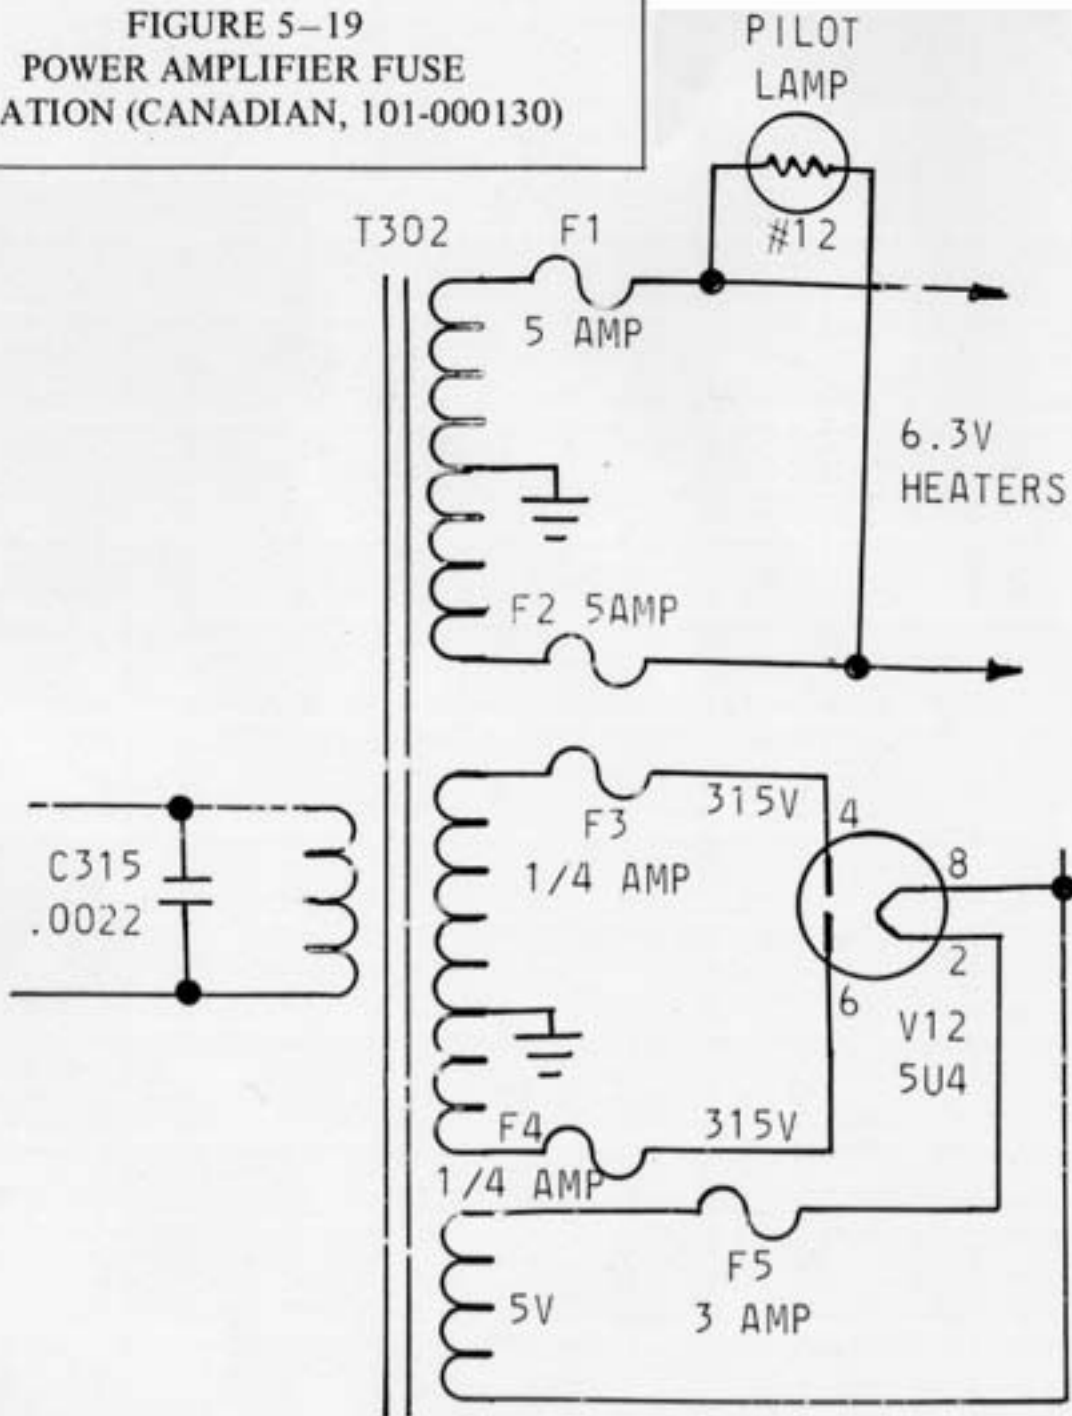 FIGURE 5–19
POWER AMPLIFIER FUSE
ATION (CANADIAN, 101-000130)
PILOT
LAMP
#12
T302
F1
5 AMP
6.3V
HEATERS
F2 5AMP
F3
1/4 AMP
315V
4
8
2
6
V12
5U4
C315
.0022
F4
1/4 AMP
315V
F5
3 AMP
5V